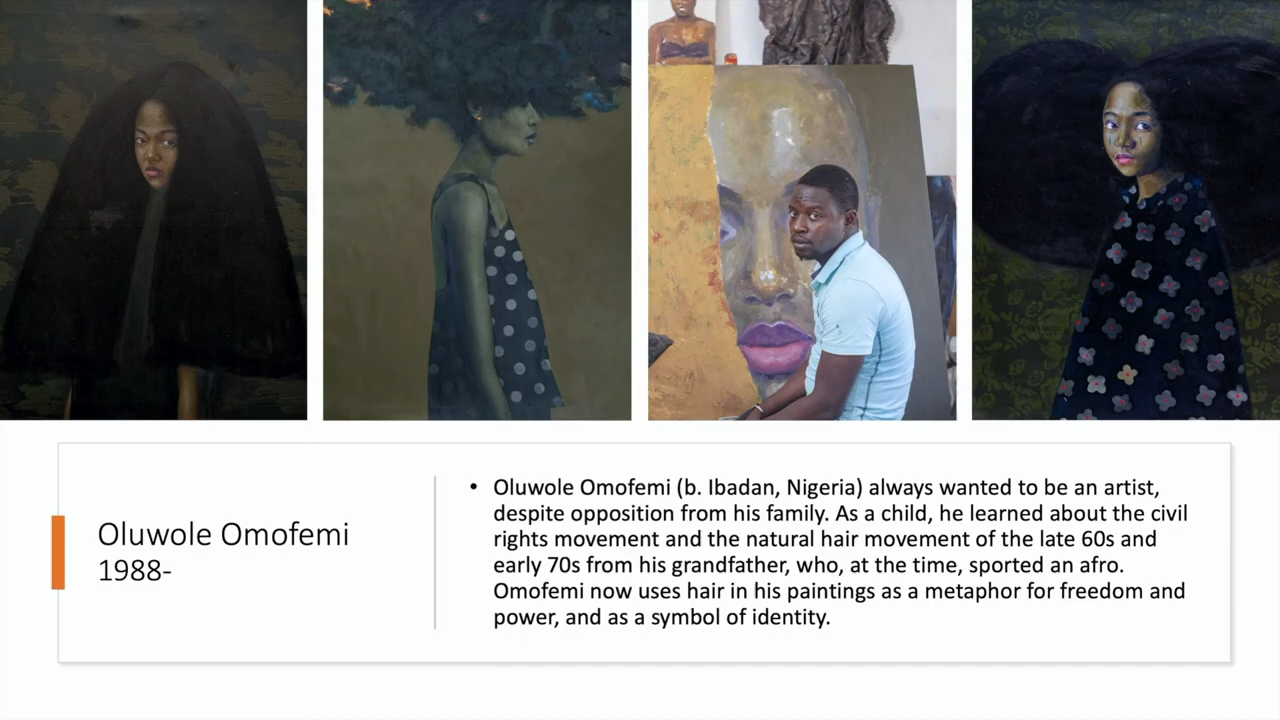 Oluwole Omofemi
1988-
• Oluwole Omofemi (b. Ibadan, Nigeria) always wanted to be an artist,
despite opposition from his family. As a child, he learned about the civil
rights movement and the natural hair movement of the late 60s and
early 70s from his grandfather, who, at the time, sported an afro.
Omofemi now uses hair in his paintings as a metaphor for freedom and
power, and as a symbol of identity.